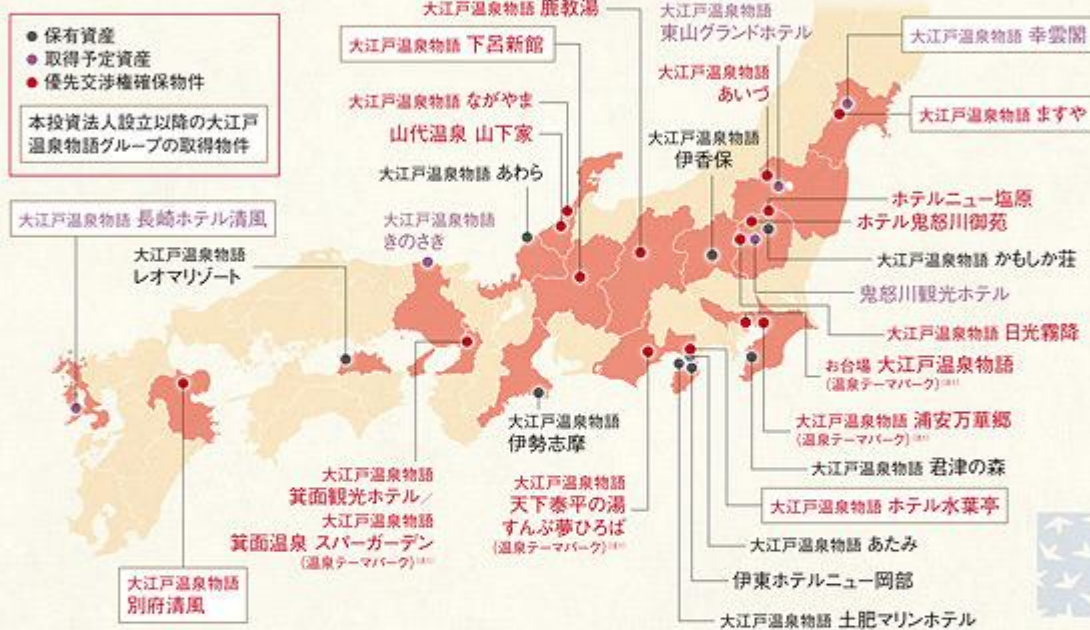 ● 保有資産
● 取得予定資産
● 優先交渉権確保物件
本投資法人設立以降の大江戸
温泉物語グループの取得物件
大江戸温泉物語 鹿教湯
大江戸温泉物語 下呂新館
大江戸温泉物語 ながやま
山代温泉 山下家
大江戸温泉物語 あわら
大江戸温泉物語
きのさき
大江戸温泉物語 長崎ホテル清風
大江戸温泉物語
レオマリゾート
大江戸温泉物語
東山グランドホテル
大江戸温泉物語
あいづ
大江戸温泉物語
伊香保
大江戸温泉物語 幸雲閣
大江戸温泉物語 ますや
ホテルニュー塩原
ホテル鬼怒川御苑
大江戸温泉物語 かもしか荘
鬼怒川観光ホテル
大江戸温泉物語 日光霧降
お台場 大江戸温泉物語
(温泉テーマパーク)
大江戸温泉物語 浦安万華郷
(温泉テーマパーク)
大江戸温泉物語 君津の森
大江戸温泉物語 ホテル水葉亭
大江戸温泉物語 あたみ
伊東ホテルニュー岡部
大江戸温泉物語 土肥マリンホテル
大江戸温泉物語
伊勢志摩
大江戸温泉物語
天下泰平の湯
すんぷ夢ひろば
(温泉テーマパーク)
大江戸温泉物語
箕面観光ホテル／
大江戸温泉物語
箕面温泉 スパーガーデン
(温泉テーマパーク)
大江戸温泉物語
別府清風